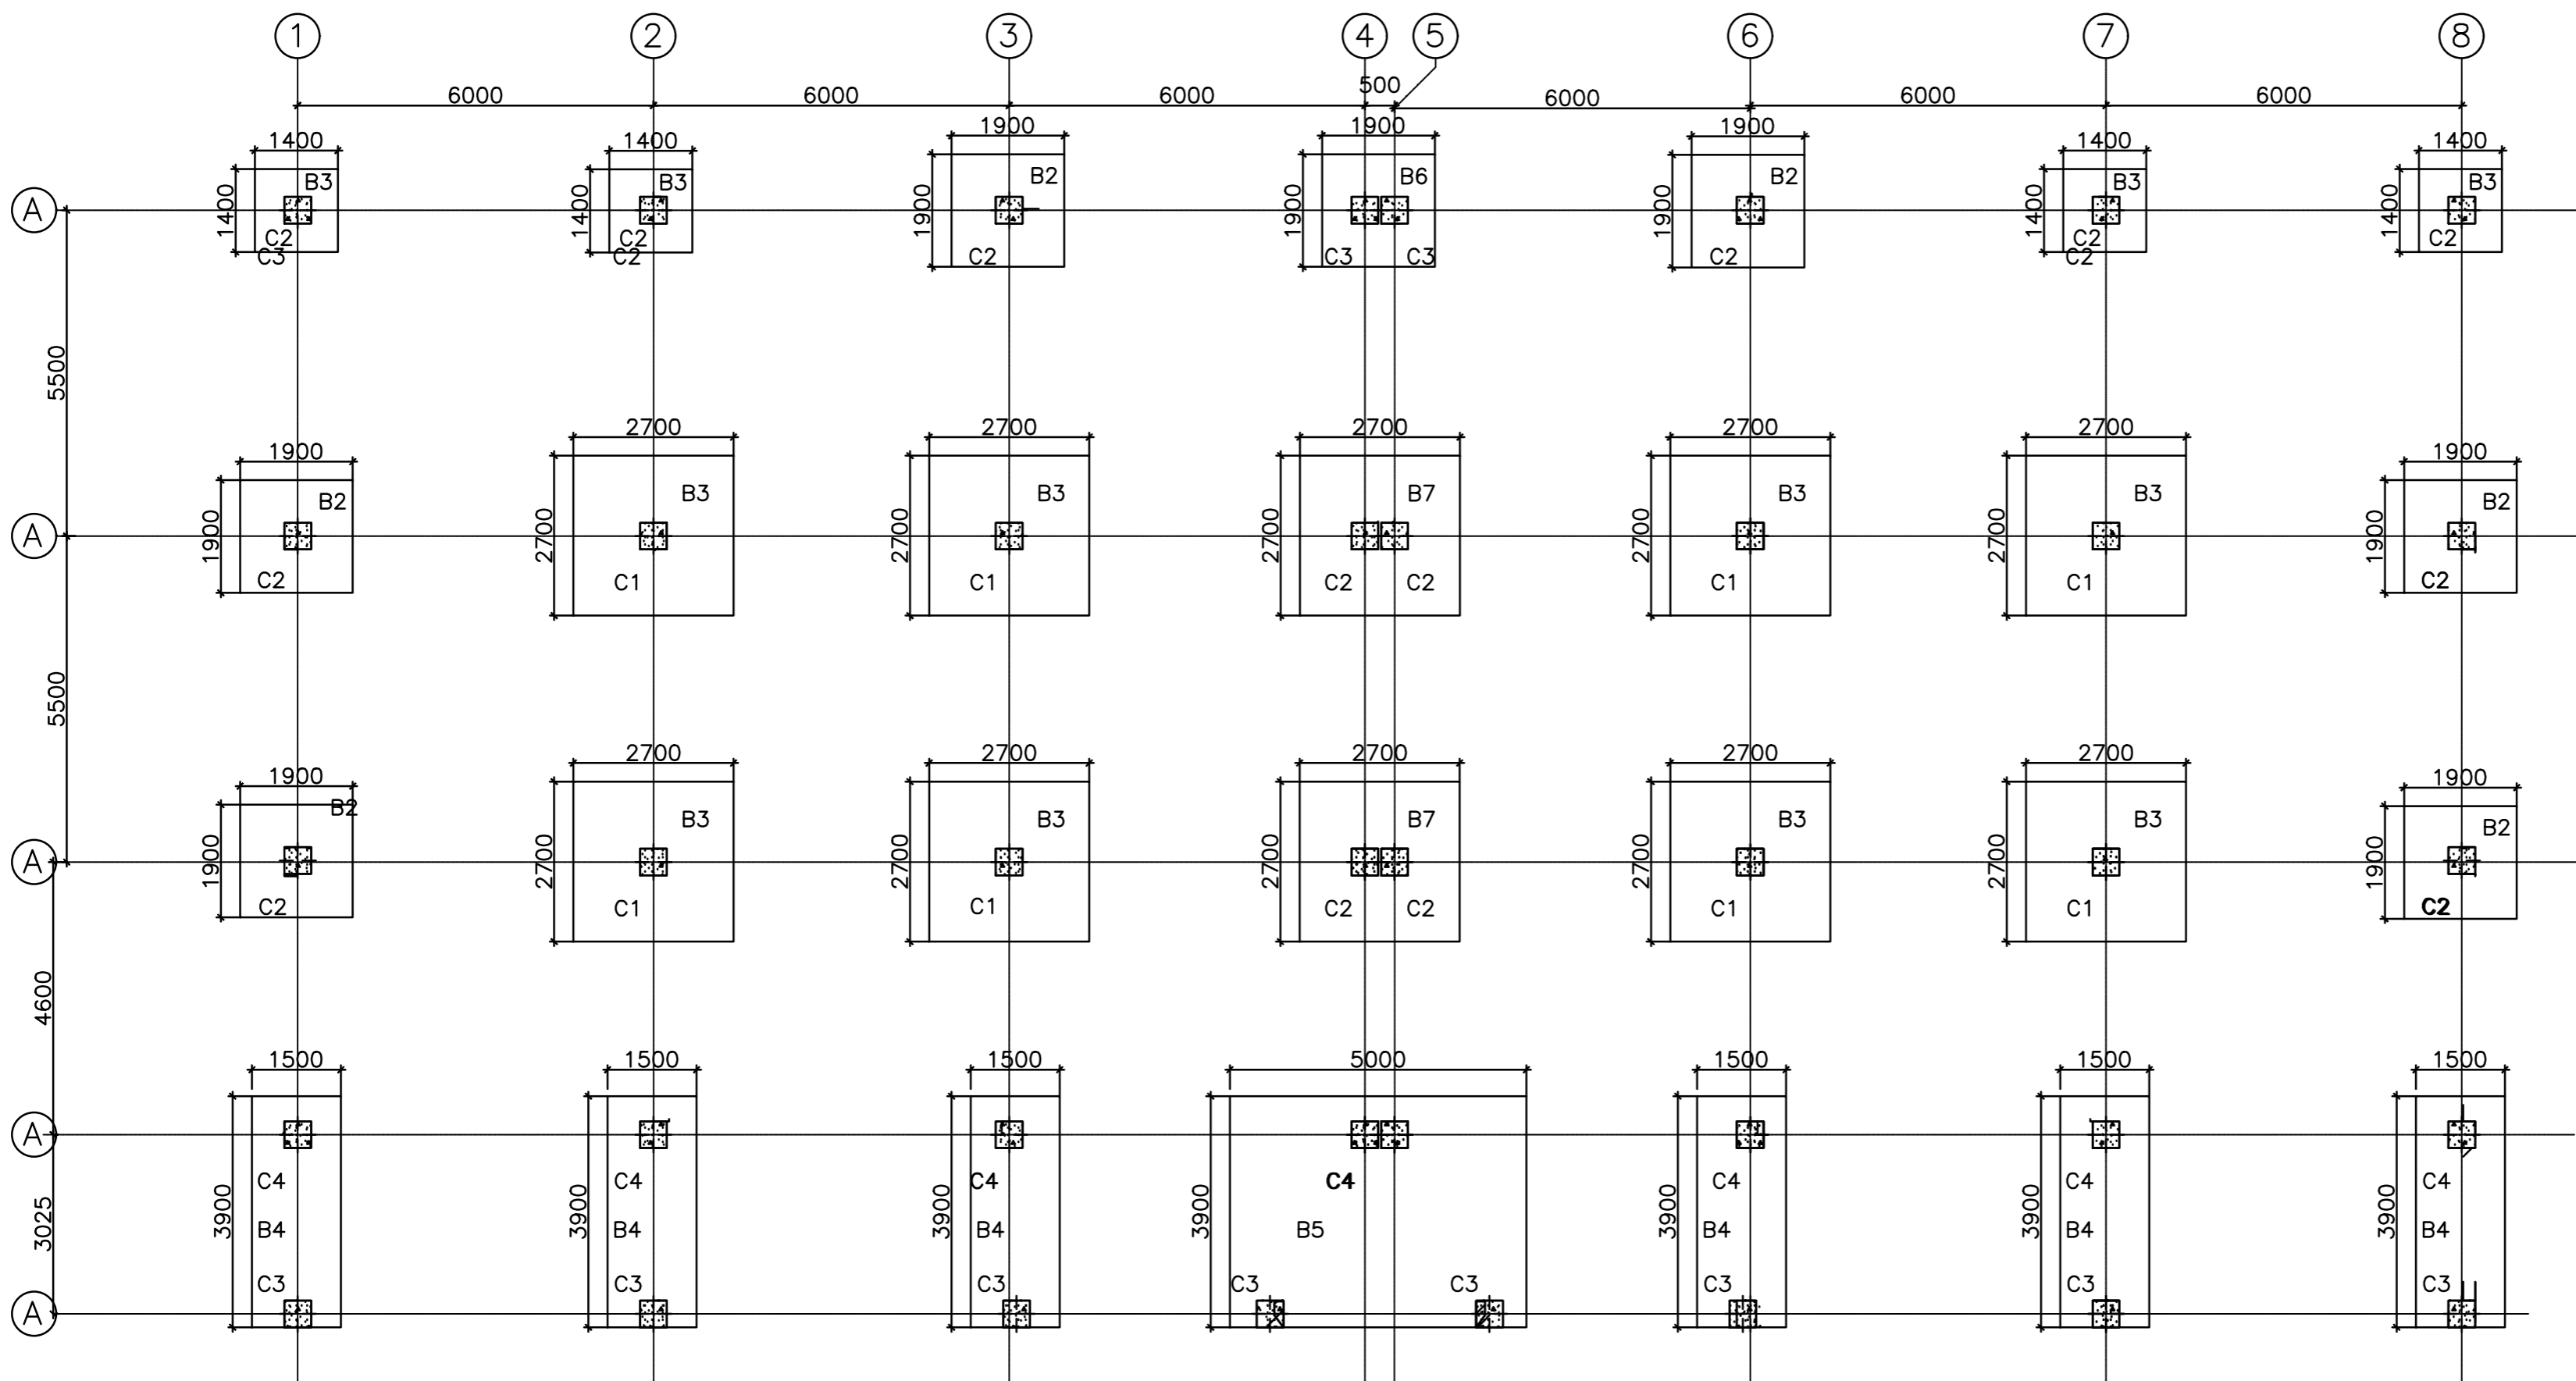 1 2 3 4 5 6 7 8
500
6000 6000 6000 6000 6000 6000
1400 1400 1900 1900 1900 1400 1400
A 1400 B3 1400 B3 1900 B2 1900 B6 1900 B2 1400 B3 1400 B3
C2 C2 C2 C2
C3 C2 C2 C3 C3 C2 C2
5500
1900 2700 2700 2700 2700 2700 1900
B2 B3 B3 B7 B3 B3 B2
A 1900 2700 2700 2700 2700 2700 1900
C2 C1 C1 C2 C2 C1 C1 C2
5500
1900 2700 2700 2700 2700 2700 1900
B2 B3 B3 B7 B3 B3 B2
A 1900 2700 2700 2700 2700 2700 1900
C2 C1 C1 C2 C2 C1 C1 C2
4600
1500 1500 1500 5000 1500 1500 1500
A
C4 C4 C4 C4 C4 C4 C4
3025 3900 3900 3900 3900 3900 3900 3900
B4 B4 B4 B5 B4 B4 B4
C3 C3 C3 C3 C3 C3 C3 C3
A